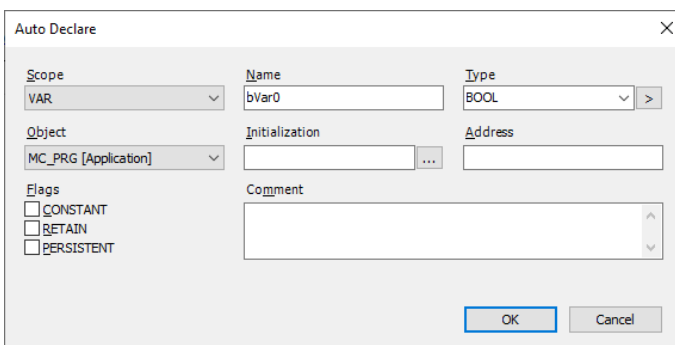 Auto Declare
Scope Name Type
VAR bVar0 BOOL >
Object Initialization Address
MC_PRG [Application] ...
Flags Comment
CONSTANT
RETAIN
PERSISTENT
OK Cancel